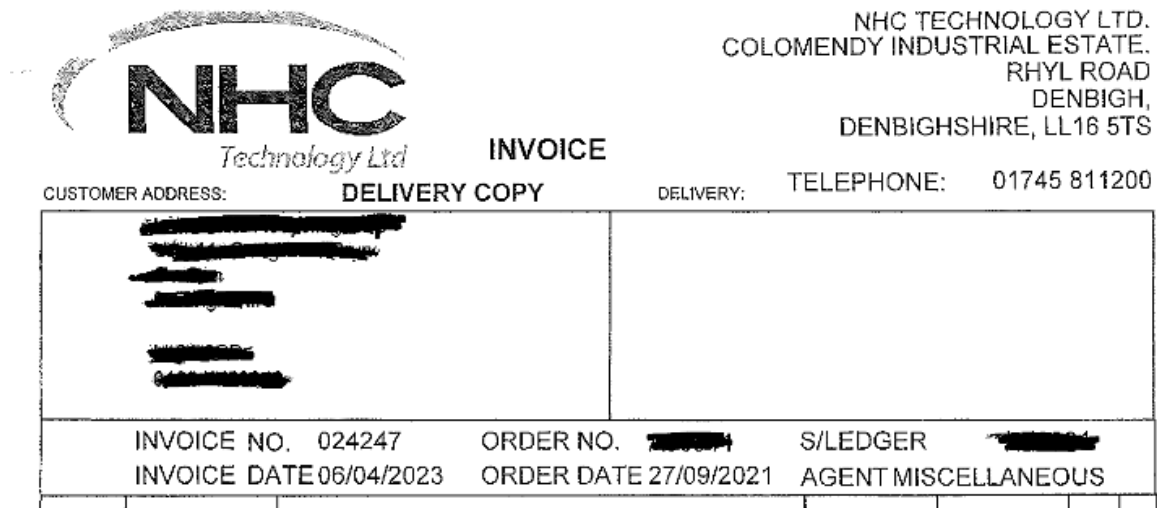 NHC
Technology Ltd
NHC TECHNOLOGY LTD.
COLOMENDY INDUSTRIAL ESTATE.
RHYL ROAD
DENBIGH,
DENBIGHSHIRE, LL16 5TS
TELEPHONE: 01745 811200
INVOICE
DELIVERY COPY
CUSTOMER ADDRESS:
DELIVERY:
INVOICE NO. 024247 ORDER NO. S/LEDGER
INVOICE DATE 06/04/2023 ORDER DATE 27/09/2021 AGENT MISCELLANEOUS